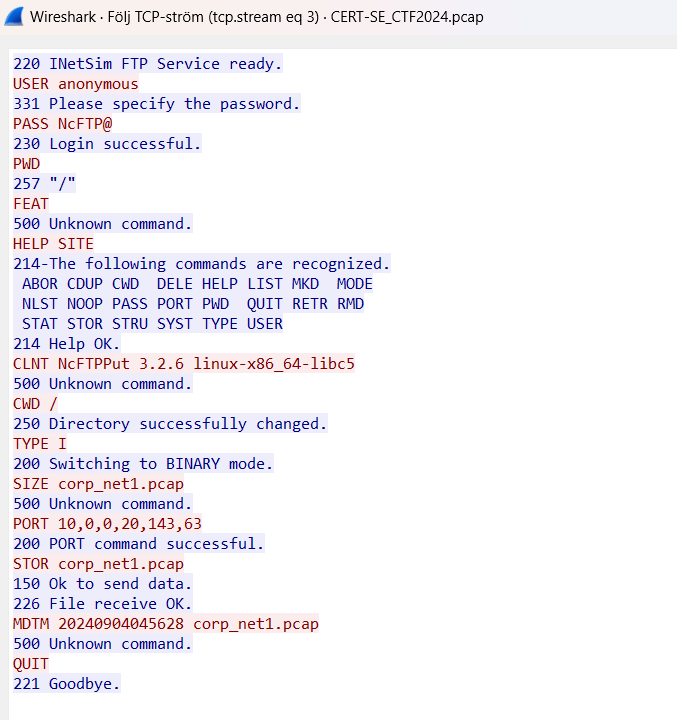 Wireshark · Följ TCP-ström (tcp.stream eq 3) · CERT-SE_CTF2024.pcap
220 INetSim FTP Service ready.
USER anonymous
331 Please specify the password.
PASS NcFTP@
230 Login successful.
PWD
257 "/"
FEAT
500 Unknown command.
HELP SITE
214-The following commands are recognized.
 ABOR CDUP CWD  DELE HELP LIST MKD  MODE
 NLST NOOP PASS PORT PWD  QUIT RETR RMD
 STAT STOR STRU SYST TYPE USER
214 Help OK.
CLNT NcFTPPut 3.2.6 linux-x86_64-libc5
500 Unknown command.
CWD /
250 Directory successfully changed.
TYPE I
200 Switching to BINARY mode.
SIZE corp_net1.pcap
500 Unknown command.
PORT 10,0,0,20,143,63
200 PORT command successful.
STOR corp_net1.pcap
150 Ok to send data.
226 File receive OK.
MDTM 20240904045628 corp_net1.pcap
500 Unknown command.
QUIT
221 Goodbye.